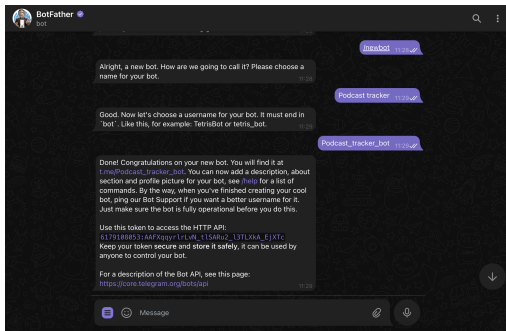 BotFather
bot
/newbot
11:28
Alright, a new bot. How are we going to call it? Please choose a
name for your bot.
11:28
Podcast tracker
11:29
Good. Now let's choose a username for your bot. It must end in
`bot`. Like this, for example: TetrisBot or tetris_bot.
11:29
Podcast_tracker_bot
11:29
Done! Congratulations on your new bot. You will find it at
t.me/Podcast_tracker_bot. You can now add a description, about
section and profile picture for your bot, see /help for a list of
commands. By the way, when you've finished creating your cool
bot, ping our Bot Support if you want a better username for it.
Just make sure the bot is fully operational before you do this.
Use this token to access the HTTP API:
Keep your token secure and store it safely, it can be used by
anyone to control your bot.
For a description of the Bot API, see this page:
https://core.telegram.org/bots/api
11:29
Message